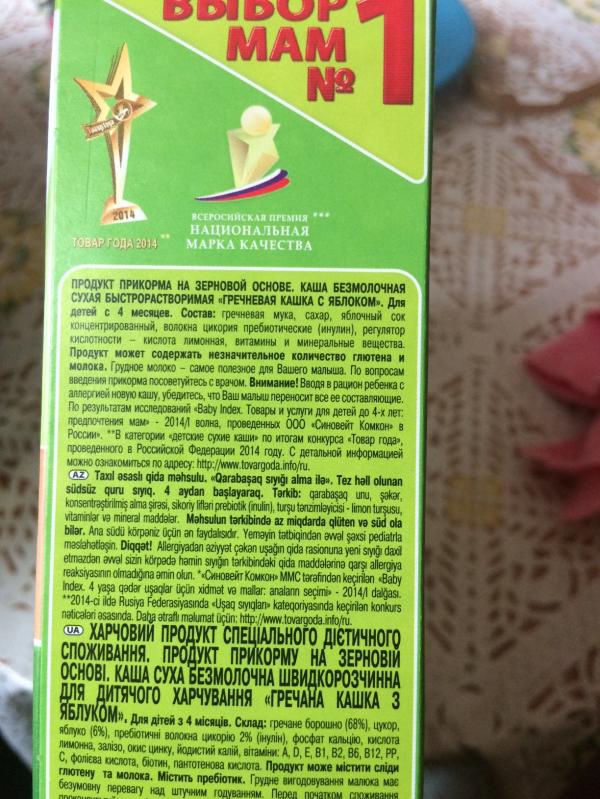 ВЫБОР
МАМ
№1
ТоварГода
2014
ТОВАР ГОДА 2014 **
ВСЕРОССИЙСКАЯ ПРЕМИЯ ***
НАЦИОНАЛЬНАЯ
МАРКА КАЧЕСТВА
ПРОДУКТ ПРИКОРМА НА ЗЕРНОВОЙ ОСНОВЕ. КАША БЕЗМОЛОЧНАЯ
СУХАЯ БЫСТРОРАСТВОРИМАЯ «ГРЕЧНЕВАЯ КАШКА С ЯБЛОКОМ». Для
детей с 4 месяцев. Состав: гречневая мука, сахар, яблочный сок
концентрированный, волокна цикория пребиотические (инулин), регулятор
кислотности – кислота лимонная, витамины и минеральные вещества.
Продукт может содержать незначительное количество глютена и
молока. Грудное молоко – самое полезное для Вашего малыша. По вопросам
введения прикорма посоветуйтесь с врачом. Внимание! Вводя в рацион ребенка с
аллергией новую кашу, убедитесь, что Ваш малыш переносит все ее составляющие.
По результатам исследований «Baby Index. Товары и услуги для детей до 4-х лет:
предпочтения мам» - 2014/I волна, проведенных ООО «Синовейт Комкон» в
России». **В категории «детские сухие каши» по итогам конкурса «Товар года»,
проведенного в Российской Федерации 2014 году. С детальной информацией
можно ознакомиться по адресу: http://www.tovargoda.info/ru.
AZ Taxıl əsaslı qida məhsulu. «Qarabaşaq sıyığı alma ilə». Tez həll olunan
südsüz quru sıyıq. 4 aydan başlayaraq. Tərkib: qarabaşaq unu, şəkər,
konsentrəştirilmiş alma şirəsi, sikoriy lifləri prebiotik (inulin), turşu tənzimləyicisi - limon turşusu,
vitaminlər və mineral maddələr. Məhsulun tərkibində az miqdarda qlüten və süd ola
bilər. Ana südü körpəniz üçün ən faydalısıdır. Yeməyin tətbiqindən əvvəl şəxsi pediatrla
məsləhətləşin. Diqqət! Allergiyadan əziyyət çəkən uşağın qida rasionuna yeni sıyığı daxil
etməzdən əvvəl sizin körpədə həmin sıyığın tərkibindəki qida maddələrinə qarşı allergiya
reaksiyasının olmadığına əmin olun. *«Синовейт Комкон» MMC tərəfindən keçirilən «Baby
Index. 4 yaşa qədər uşaqlar üçün xidmət və mallar: anaların seçimi» - 2014/I dalğası.
**2014-ci ildə Rusiya Federasiyasında «Uşaq sıyıqları» kateqoriyasında keçirilən konkurs
nəticələri əsasında. Daha ətraflı məlumat üçün: http://www.tovargoda.info/ru.
UA ХАРЧОВИЙ ПРОДУКТ СПЕЦІАЛЬНОГО ДІЄТИЧНОГО
СПОЖИВАННЯ. ПРОДУКТ ПРИКОРМУ НА ЗЕРНОВІЙ
ОСНОВІ. КАША СУХА БЕЗМОЛОЧНА ШВИДКОРОЗЧИННА
ДЛЯ ДИТЯЧОГО ХАРЧУВАННЯ «ГРЕЧАНА КАШКА З
ЯБЛУКОМ». Для дітей з 4 місяців. Склад: гречане борошно (68%), цукор,
яблуко (6%), пребіотичні волокна цикорію 2% (інулін), фосфат кальцію, кислота
лимонна, залізо, окис цинку, йодистий калій, вітаміни: A, D, E, B1, B2, B6, B12, PP,
C, фолієва кислота, біотин, пантотенова кислота. Продукт може містити сліди
глютену та молока. Містить пребіотик. Грудне вигодовування малюка має
безумовну перевагу над штучним годуванням. Перед початком споживання